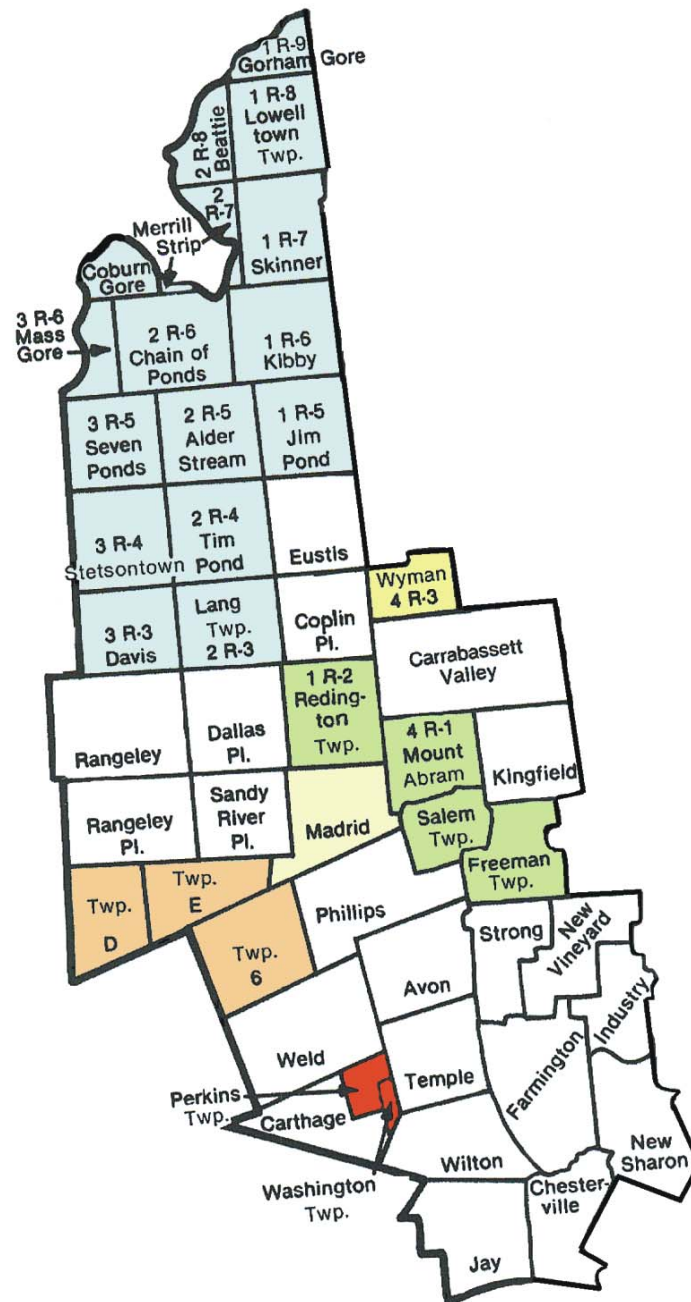 1 R-9
Gorham Gore
1 R-8
Lowell
town
Twp.
2 R-8
Beattie
2
R-7
Merrill
Strip
1 R-7
Skinner
Coburn
Gore
3 R-6
Mass
Gore
2 R-6
Chain of
Ponds
1 R-6
Kibby
3 R-5
Seven
Ponds
2 R-5
Alder
Stream
1 R-5
Jim
Pond
3 R-4
Stetsontown
2 R-4
Tim
Pond
Eustis
Wyman
4 R-3
3 R-3
Davis
Lang
Twp.
2 R-3
Coplin
Pl.
Carrabassett
Valley
Rangeley
Dallas
Pl.
1 R-2
Reding-
ton
Twp.
4 R-1
Mount
Abram
Kingfield
Rangeley
Pl.
Sandy
River
Pl.
Madrid
Salem
Twp.
Freeman
Twp.
Twp.
D
Twp.
E
Twp.
6
Phillips
Strong
New
Vineyard
Avon
Industry
Weld
Temple
Farmington
Perkins
Twp.
Carthage
New
Sharon
Washington
Twp.
Wilton
Chester-
ville
Jay